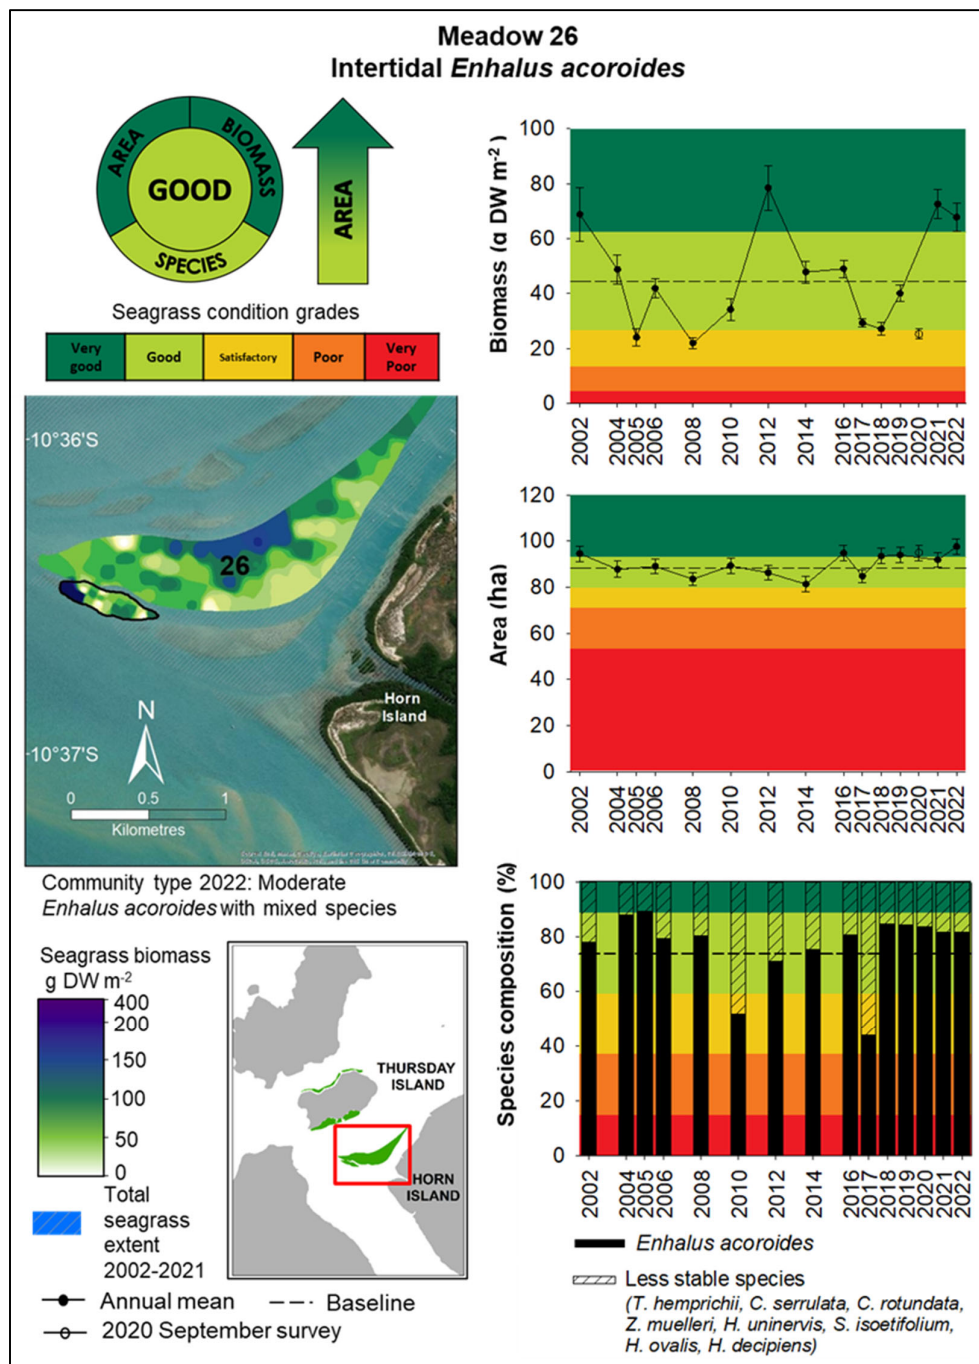 Meadow 26
Intertidal Enhalus acoroides
AREA
BIOMASS
GOOD
SPECIES
AREA
Seagrass condition grades
Very good
Good
Satisfactory
Poor
Very Poor
10°36'S
26
Horn Island
N
10°37'S
0 0.5 1
Kilometres
Community type 2022: Moderate
Enhalus acoroides with mixed species
Seagrass biomass
g DW m-2
400
200
150
100
50
0
Total
seagrass
extent
2002-2021
THURSDAY
ISLAND
HORN
ISLAND
Annual mean
Baseline
2020 September survey
Biomass (g DW m-2)
100
80
60
40
20
0
2002 2004 2005 2006 2008 2010 2012 2014 2016 2017 2018 2019 2020 2021 2022
Area (ha)
120
100
80
60
40
20
0
2002 2004 2006 2008 2010 2012 2014 2016 2017 2018 2019 2020 2021 2022
Species composition (%)
100
80
60
40
20
0
2002 2004 2005 2006 2008 2010 2012 2014 2016 2017 2018 2019 2020 2021 2022
Enhalus acoroides
Less stable species
(T. hemprichii, C. serrulata, C. rotundata,
Z. muelleri, H. uninervis, S. isoetifolium,
H. ovalis, H. decipiens)